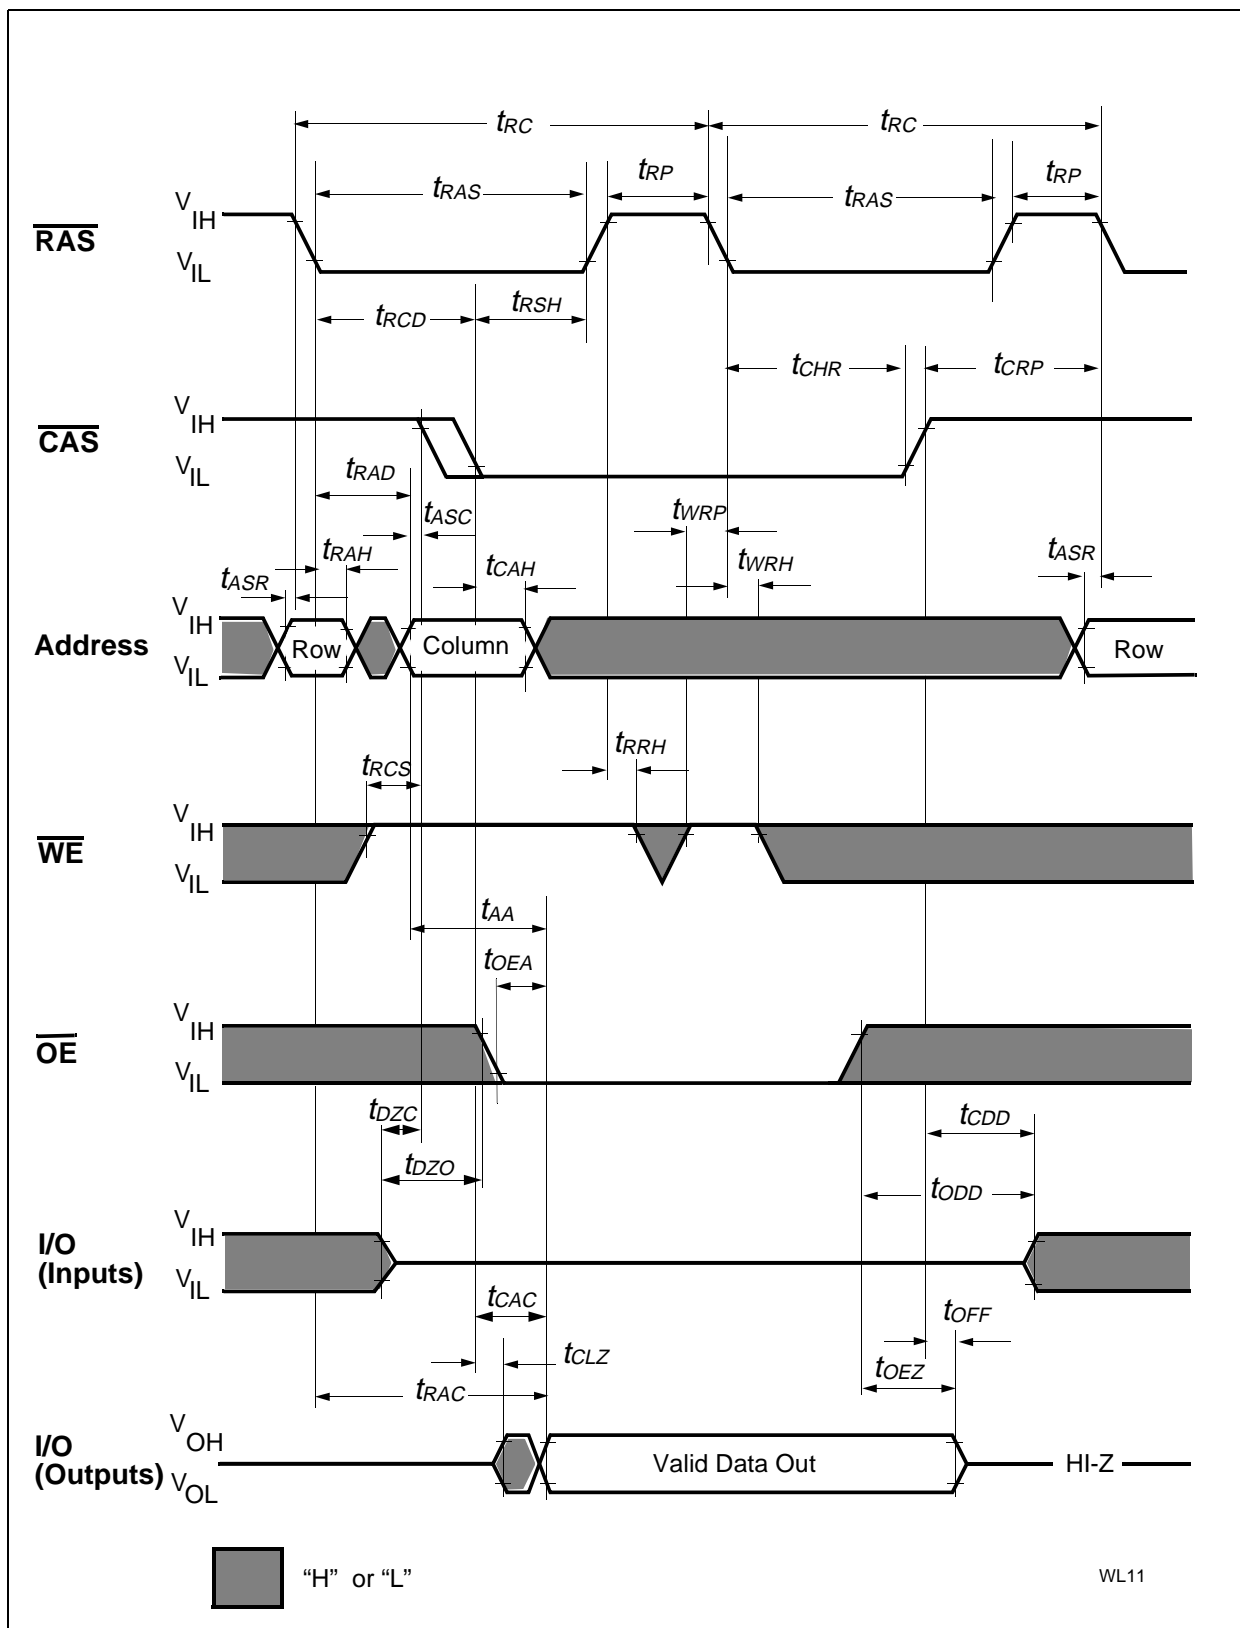 tRC tRC
tRAS tRP tRAS tRP
RAS VIH
VIL
tRCD tRSH
tCHR tCRP
CAS VIH
VIL
tRAD
tASC tWRP
tRAH tCAH tWRH tASR
tASR
Address VIH
VIL
Row Column Row
tRRH
tRCS
WE VIH
VIL
tAA
tOEA
OE VIH
VIL
tDZC tCDD
tDZO tODD
I/O
(Inputs)
VIH
VIL
tCAC
tOFF
tCLZ tOEZ
tRAC
I/O
(Outputs)
VOH
VOL
Valid Data Out HI-Z
“H” or “L”
WL11